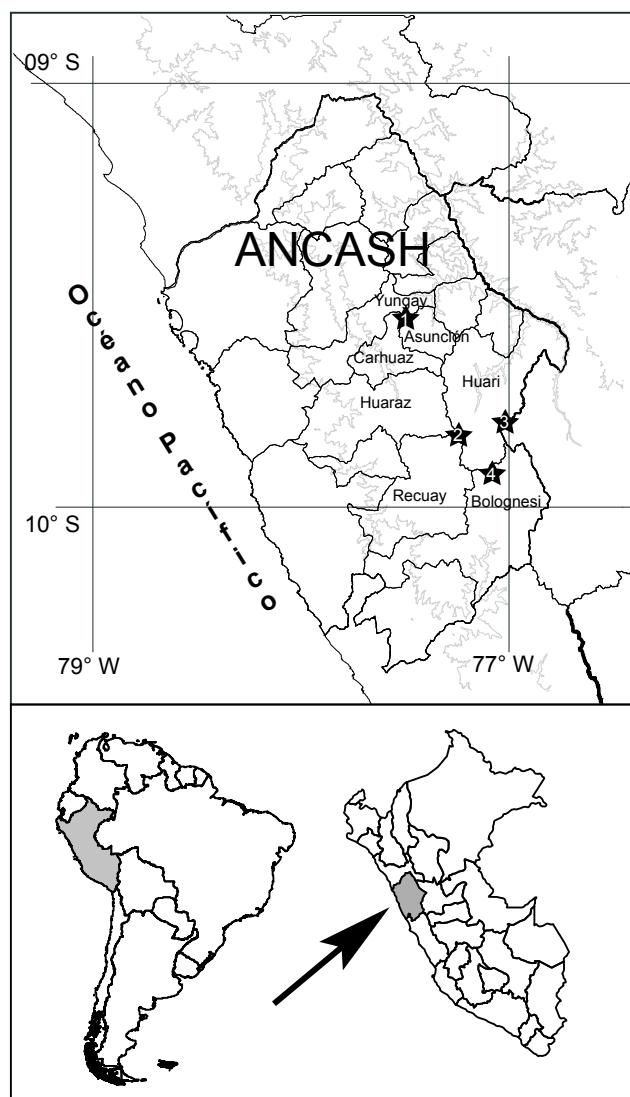 09° S
ANCASH
Yungay
1
Asunción
Carhuaz
Huari
Huaraz
3
2
4
Recuay
Bolognesi
10° S
Océano Pacífico
79° W
77° W